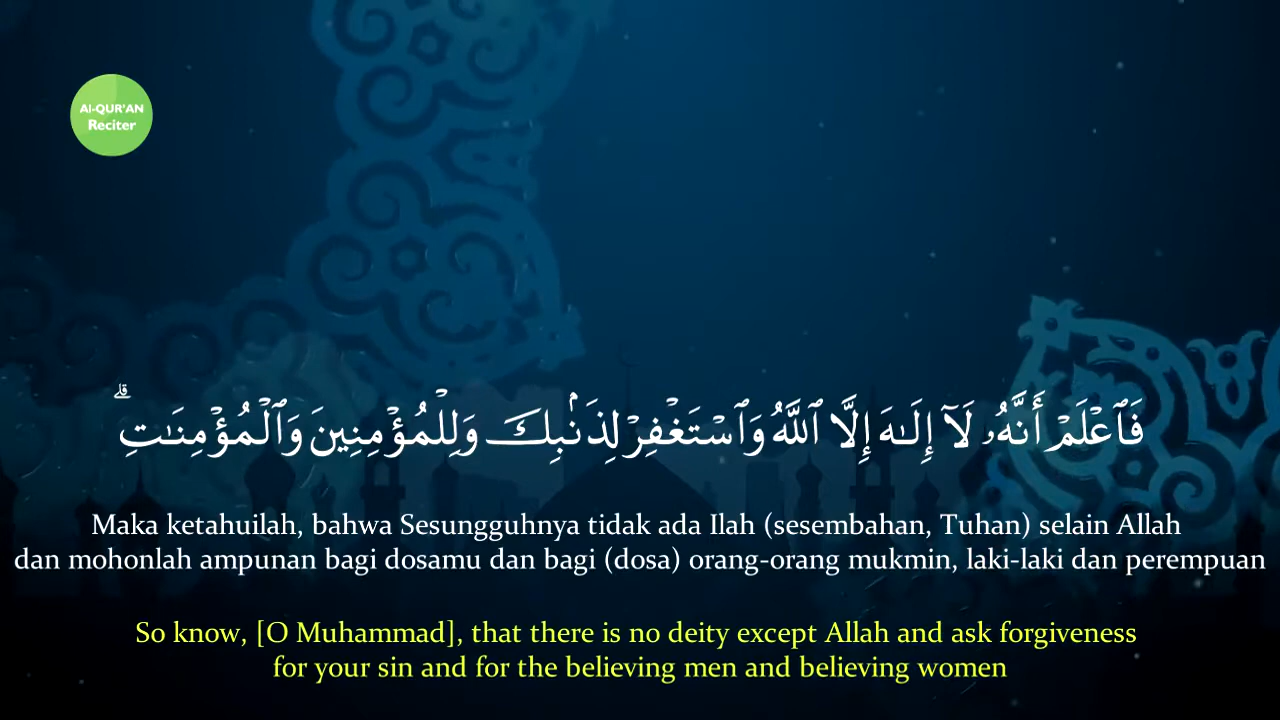 Al-QUR'AN
Reciter
فَٱعْلَمْ أَنَّهُۥ لَآ إِلَـٰهَ إِلَّا ٱللَّهُ وَٱسْتَغْفِرْ لِذَنۢبِكَ وَلِلْمُؤْمِنِينَ وَٱلْمُؤْمِنَـٰتِ ۗ
Maka ketahuilah, bahwa Sesungguhnya tidak ada Ilah (sesembahan, Tuhan) selain Allah
dan mohonlah ampunan bagi dosamu dan bagi (dosa) orang-orang mukmin, laki-laki dan perempuan
So know, [O Muhammad], that there is no deity except Allah and ask forgiveness
for your sin and for the believing men and believing women